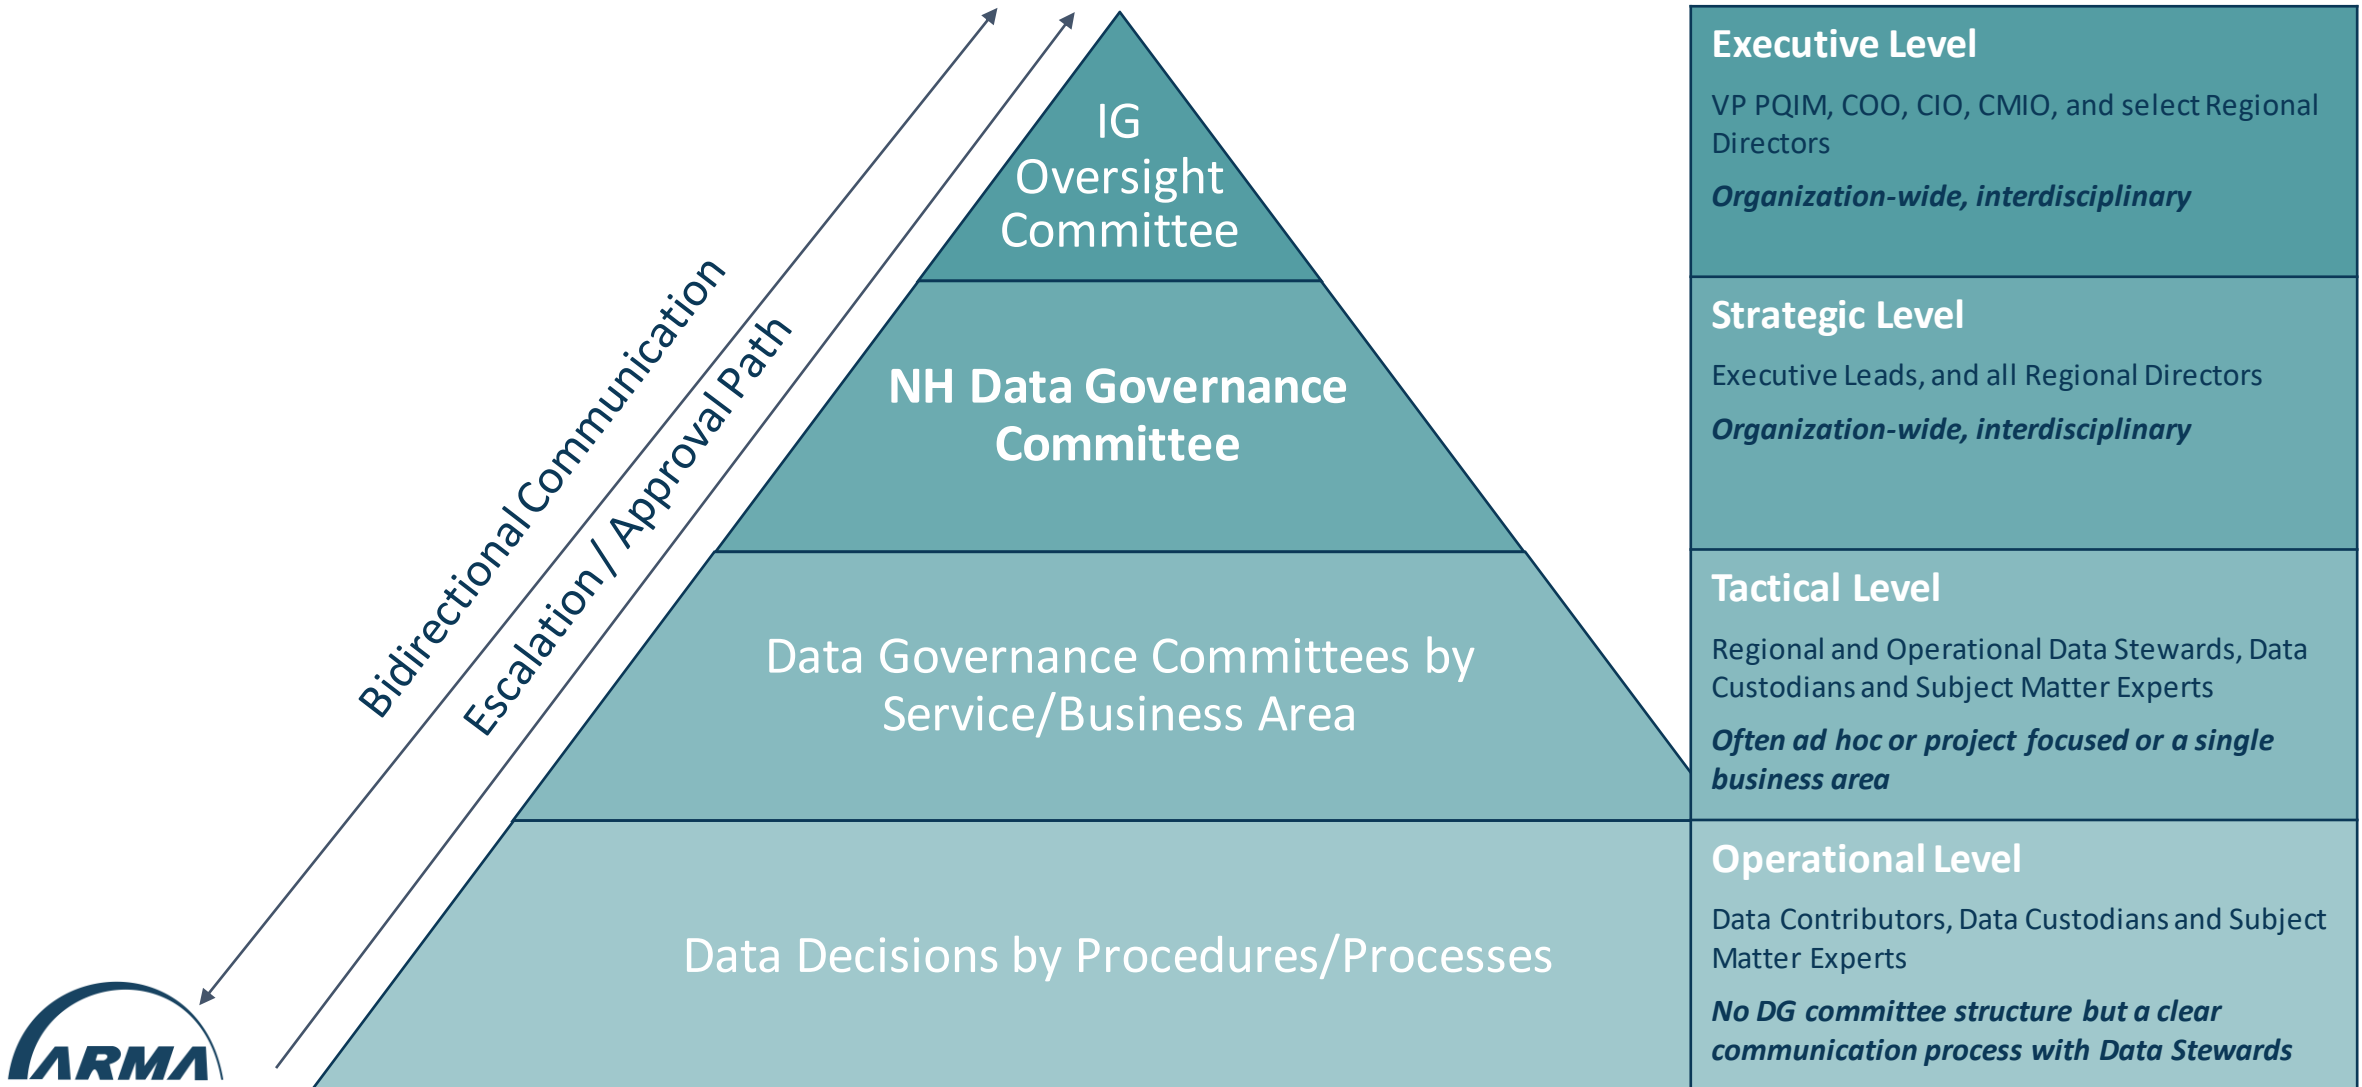 Bidirectional Communication
Escalation / Approval Path
IG
Oversight
Committee
NH Data Governance
Committee
Data Governance Committees by
Service/Business Area
Data Decisions by Procedures/Processes
Executive Level
VP PQIM, COO, CIO, CMIO, and select Regional
Directors
Organization-wide, interdisciplinary
Strategic Level
Executive Leads, and all Regional Directors
Organization-wide, interdisciplinary
Tactical Level
Regional and Operational Data Stewards, Data
Custodians and Subject Matter Experts
Often ad hoc or project focused or a single
business area
Operational Level
Data Contributors, Data Custodians and Subject
Matter Experts
No DG committee structure but a clear
communication process with Data Stewards
ARMA